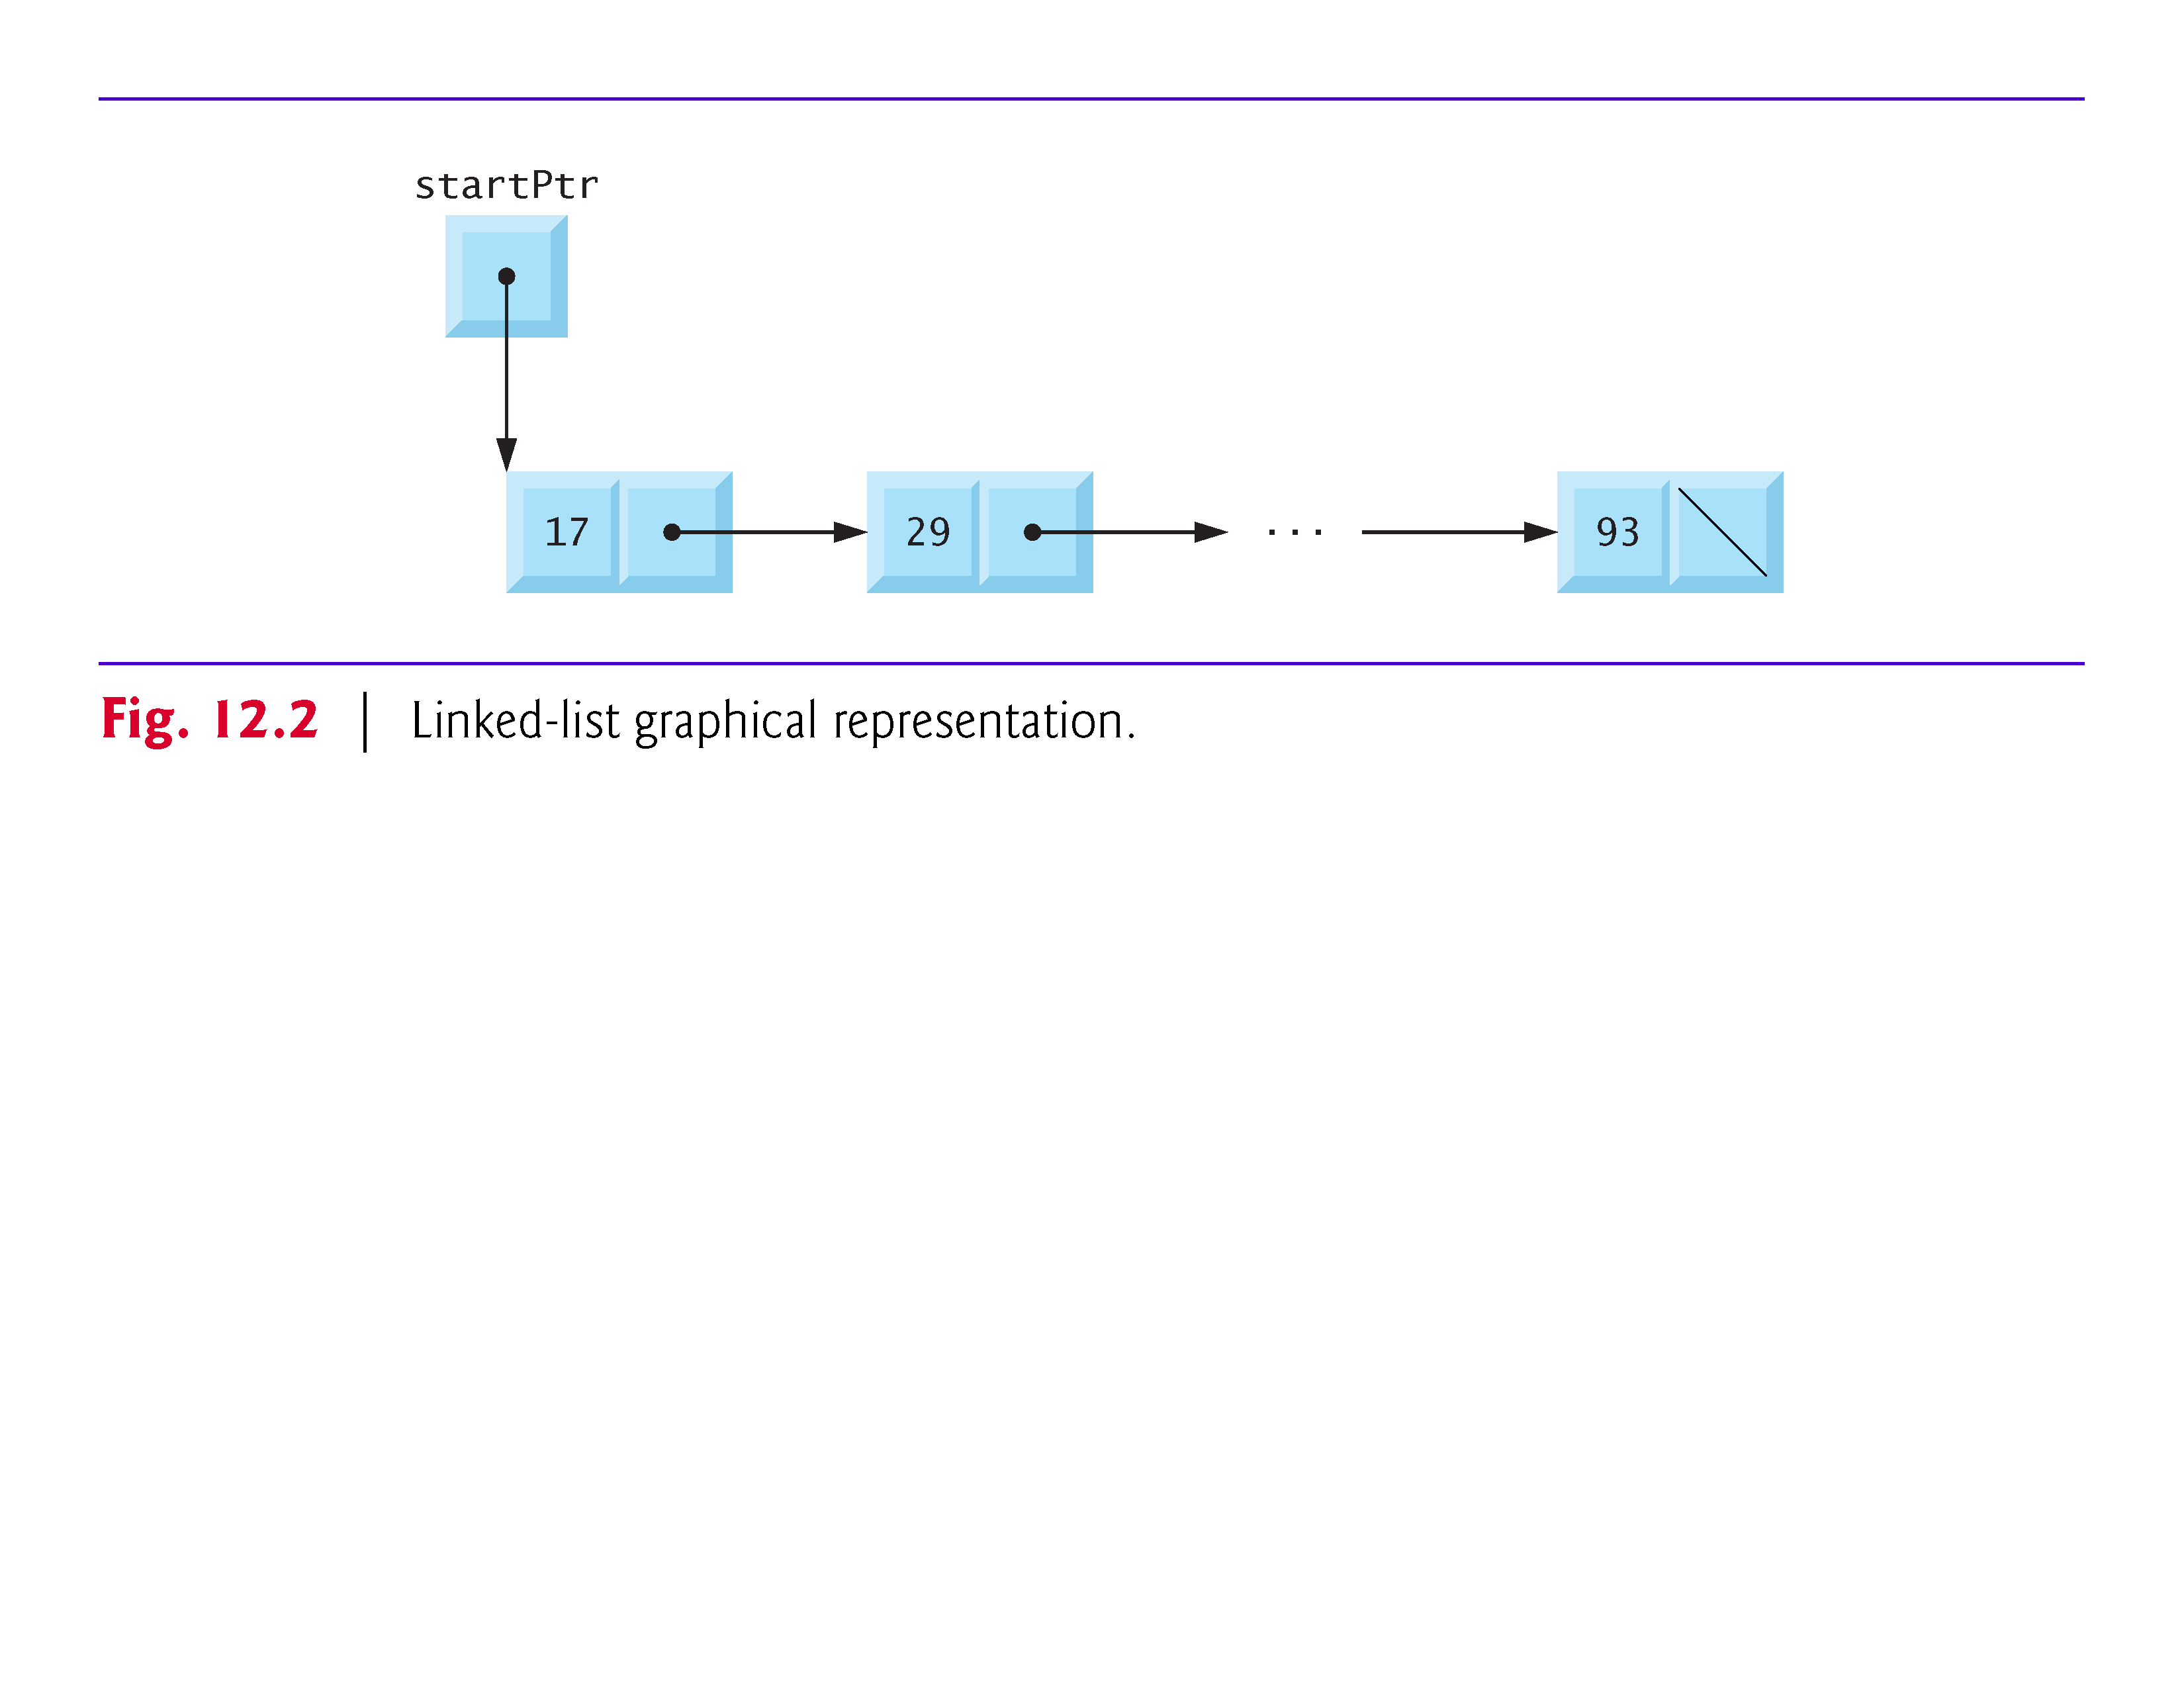 startPtr
17 29 ... 93
Fig. 12.2 | Linked-list graphical representation.